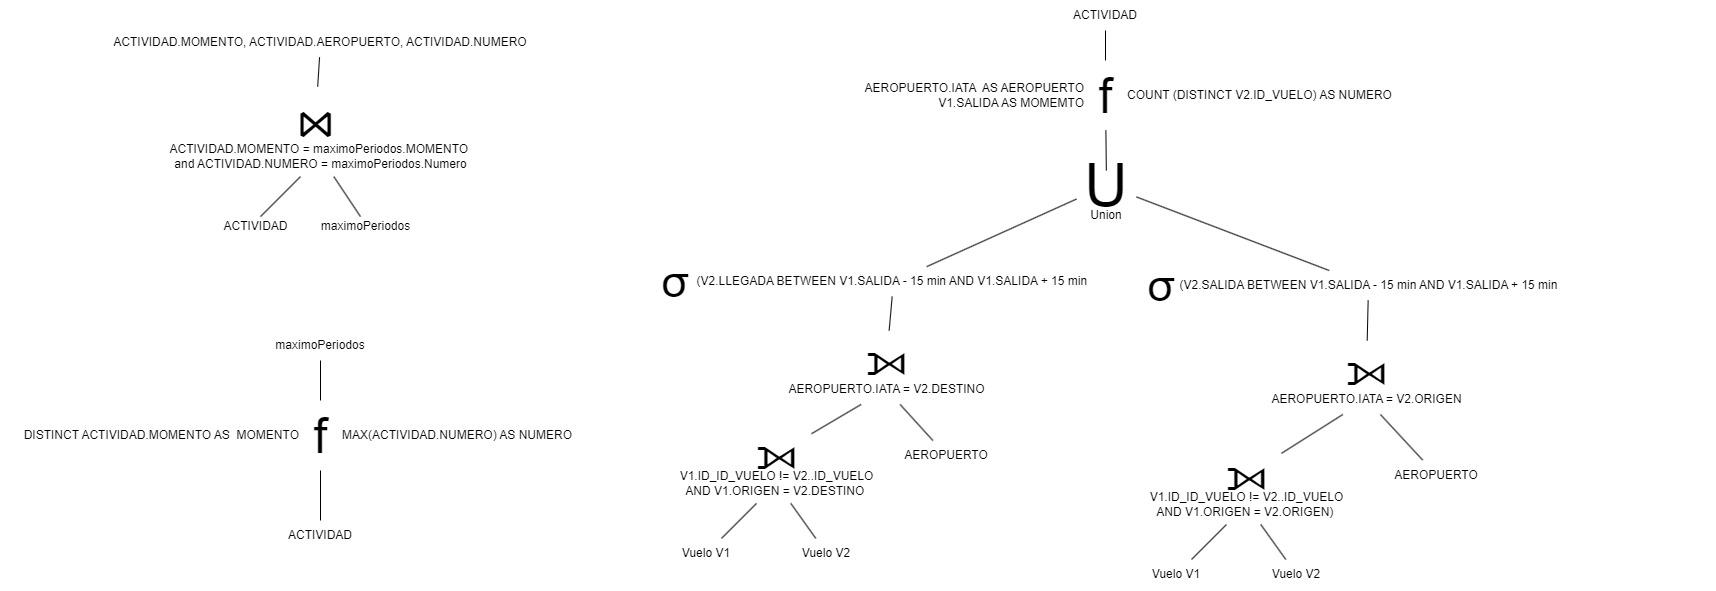 ACTIVIDAD.MOMENTO, ACTIVIDAD.AEROPUERTO, ACTIVIDAD.NUMERO
⋈
ACTIVIDAD.MOMENTO = maximoPeriodos.MOMENTO
and ACTIVIDAD.NUMERO = maximoPeriodos.Numero
ACTIVIDAD
maximoPeriodos
maximoPeriodos
DISTINCT ACTIVIDAD.MOMENTO AS MOMENTO
f
MAX(ACTIVIDAD.NUMERO) AS NUMERO
ACTIVIDAD
ACTIVIDAD
AEROPUERTO.IATA AS AEROPUERTO
V1.SALIDA AS MOMEMTO
f
COUNT (DISTINCT V2.ID_VUELO) AS NUMERO
U
Union
σ (V2.LLEGADA BETWEEN V1.SALIDA - 15 min AND V1.SALIDA + 15 min
⟕
AEROPUERTO.IATA = V2.DESTINO
AEROPUERTO
⟕
V1.ID_ID_VUELO != V2..ID_VUELO
AND V1.ORIGEN = V2.DESTINO
Vuelo V1
Vuelo V2
σ (V2.SALIDA BETWEEN V1.SALIDA - 15 min AND V1.SALIDA + 15 min
⟕
AEROPUERTO.IATA = V2.ORIGEN
AEROPUERTO
⟕
V1.ID_ID_VUELO != V2..ID_VUELO
AND V1.ORIGEN = V2.ORIGEN)
Vuelo V1
Vuelo V2